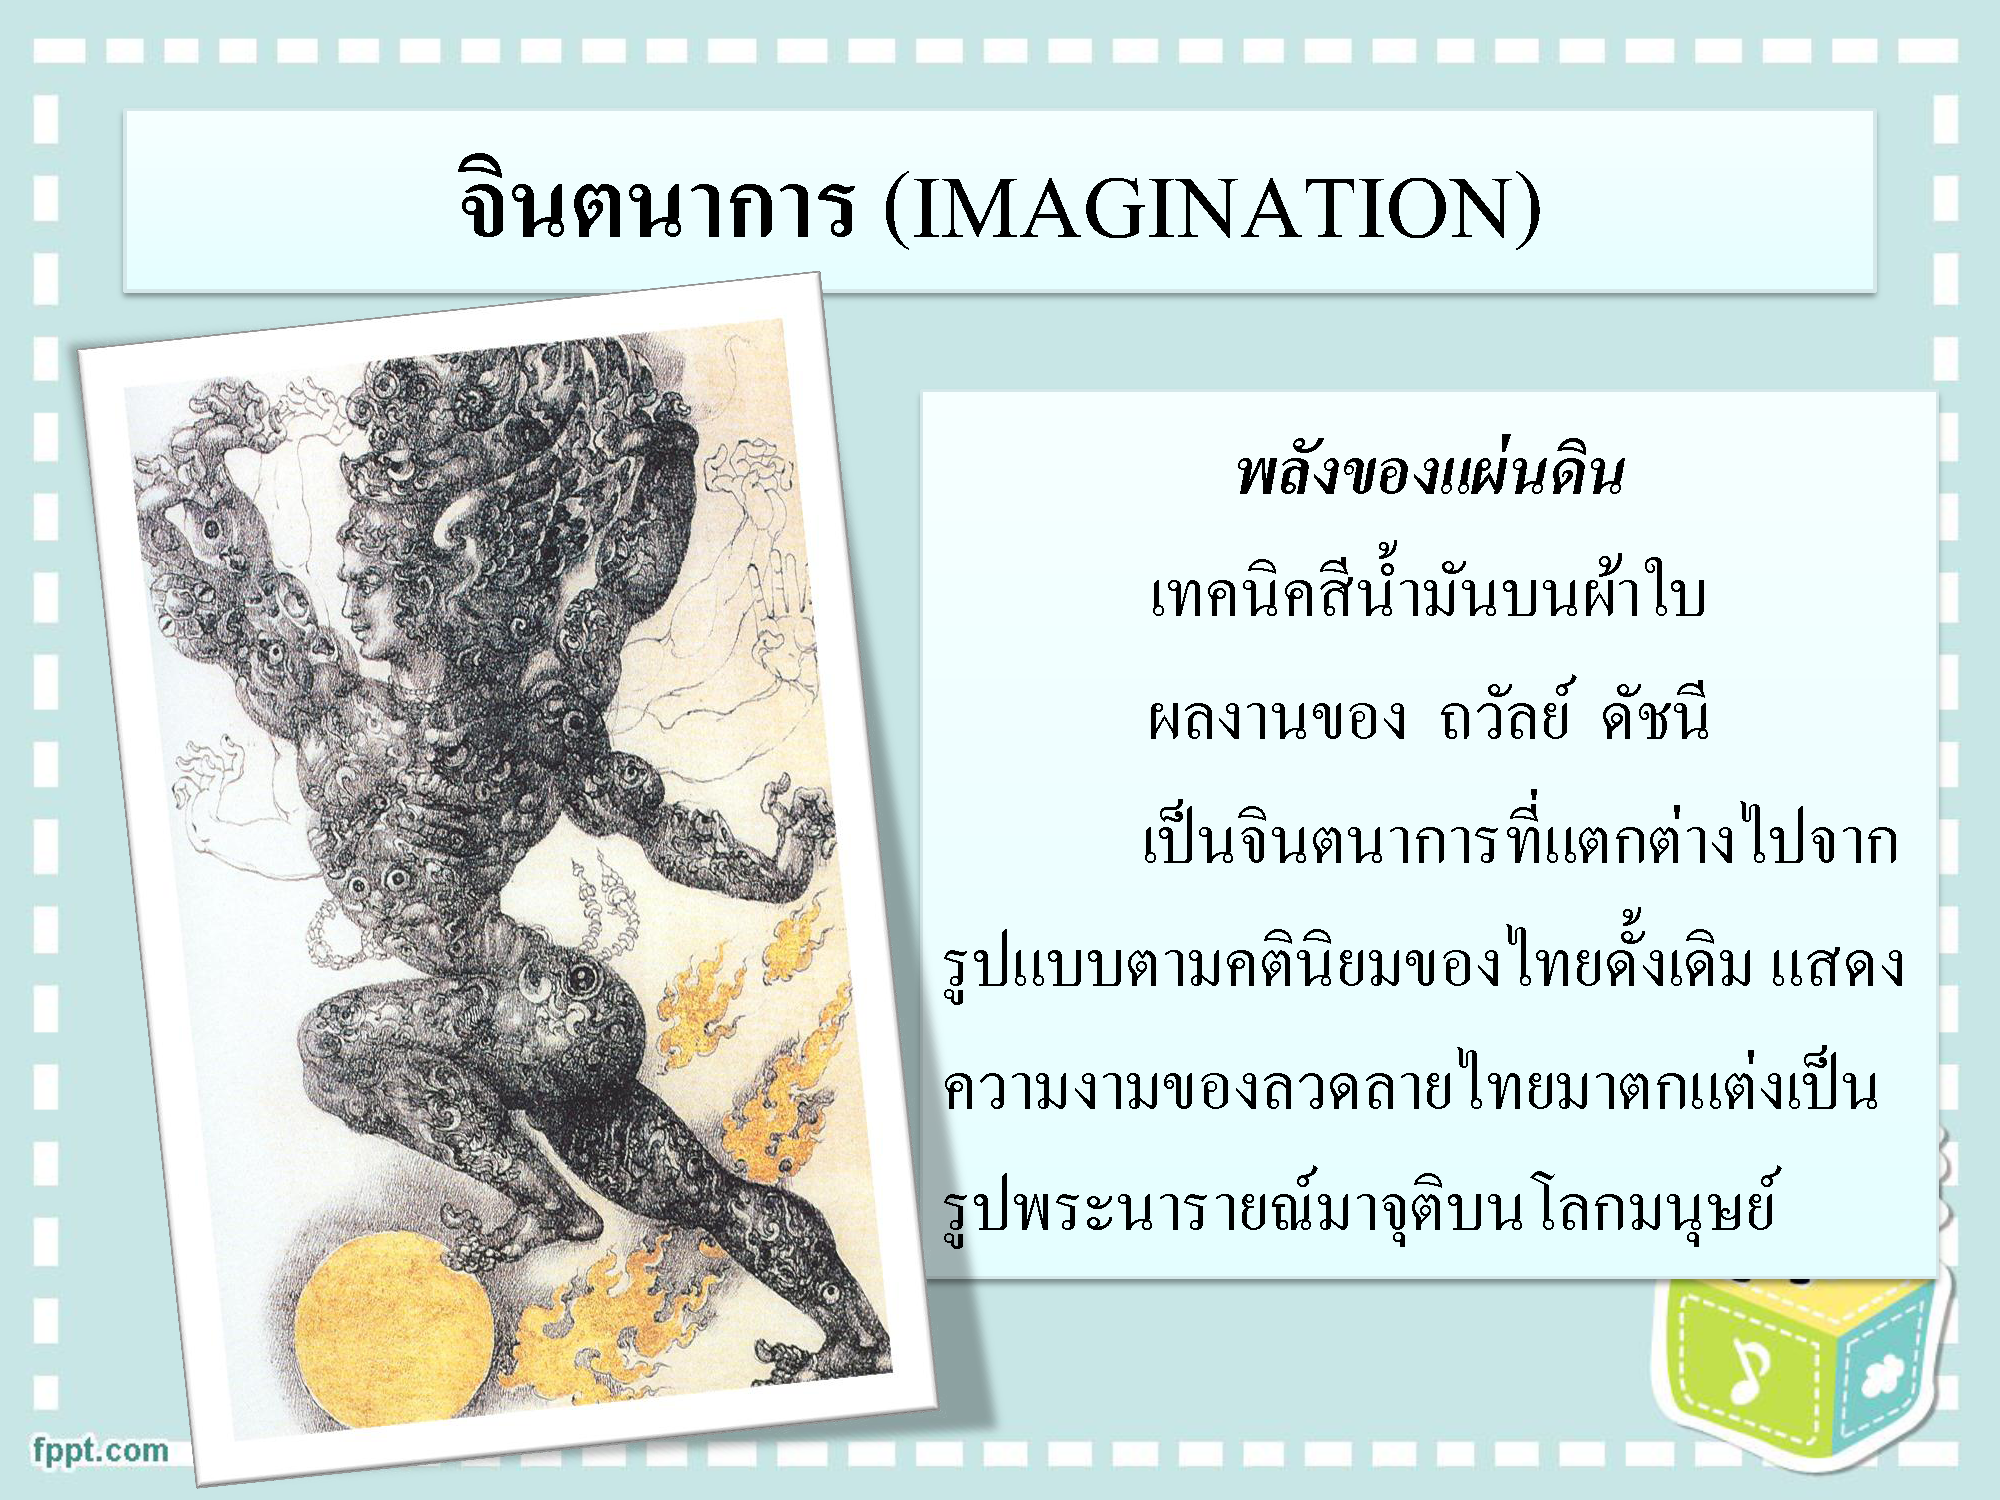 จินตนาการ (IMAGINATION)
พลังของแผ่นดิน
เทคนิคสีน้ำมันบนผ้าใบ
ผลงานของ ถวัลย์ ดัชนี
เป็นจินตนาการที่แตกต่างไปจาก
รูปแบบตามคตินิยมของไทยดั้งเดิม แสดง
ความงามของลวดลายไทยมาตกแต่งเป็น
รูปพระนารายณ์มาจุติบนโลกมนุษย์
fppt.com